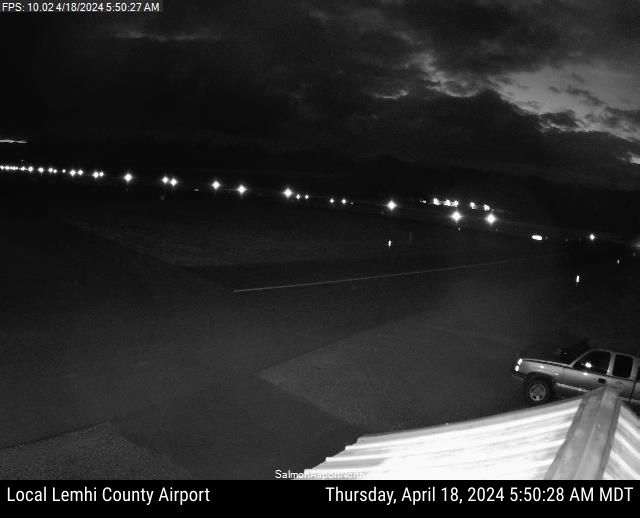 FPS: 10.02 4/18/2024 5:50:27 AM
SalmonAirportNorth
Local Lemhi County Airport Thursday, April 18, 2024 5:50:28 AM MDT